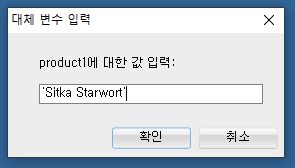 대체 변수 입력
product1에 대한 값 입력:
'Sitka Starwort'
확인
취소